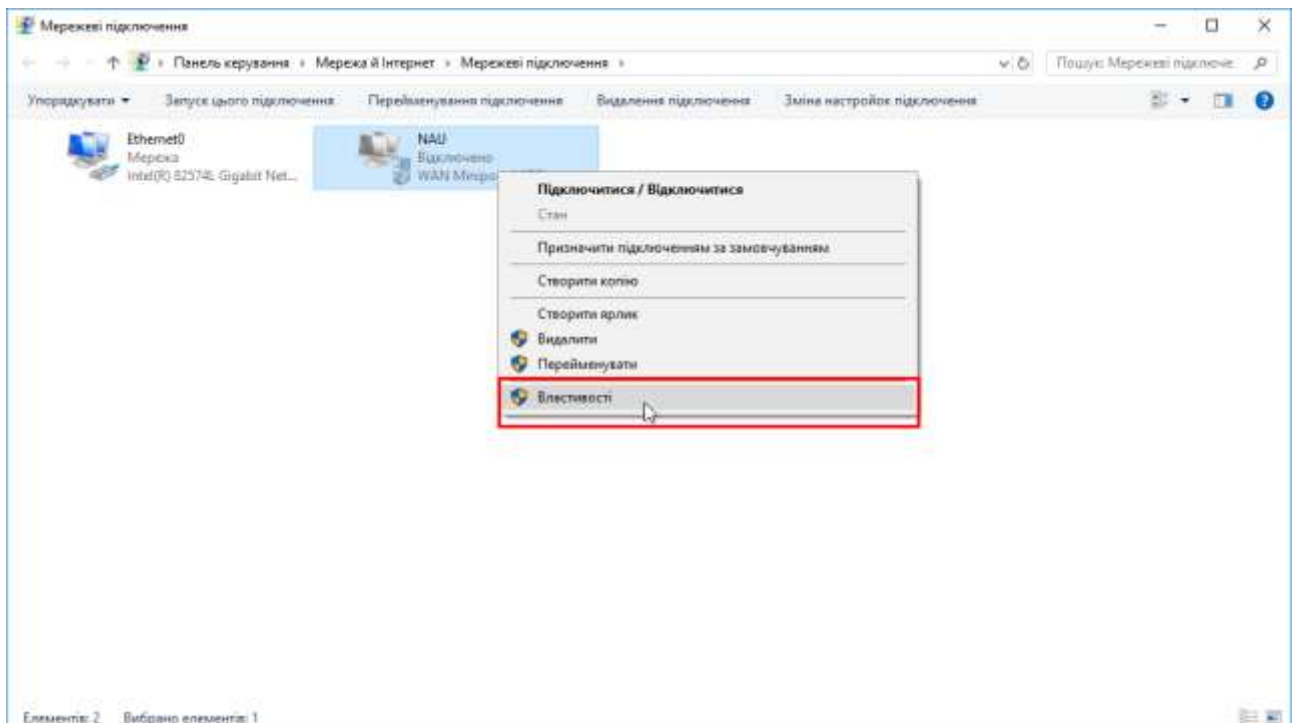 Мережеві підключення
Панель керування › Мережа й Інтернет › Мережеві підключення ›
Пошук: Мережеві підключе
Упорядкувати
Запуск цього підключення
Перейменування підключення
Видалення підключення
Зміна настройок підключення
Ethernet0
Мережа
Intel(R) 82574L Gigabit Net...
NAU
Відключено
WAN
Підключитися / Відключитися
Стан
Призначити підключенням за замовчуванням
Створити копію
Створити ярлик
Видалити
Перейменувати
Властивості
Елементів: 2
Вибрано елементів: 1